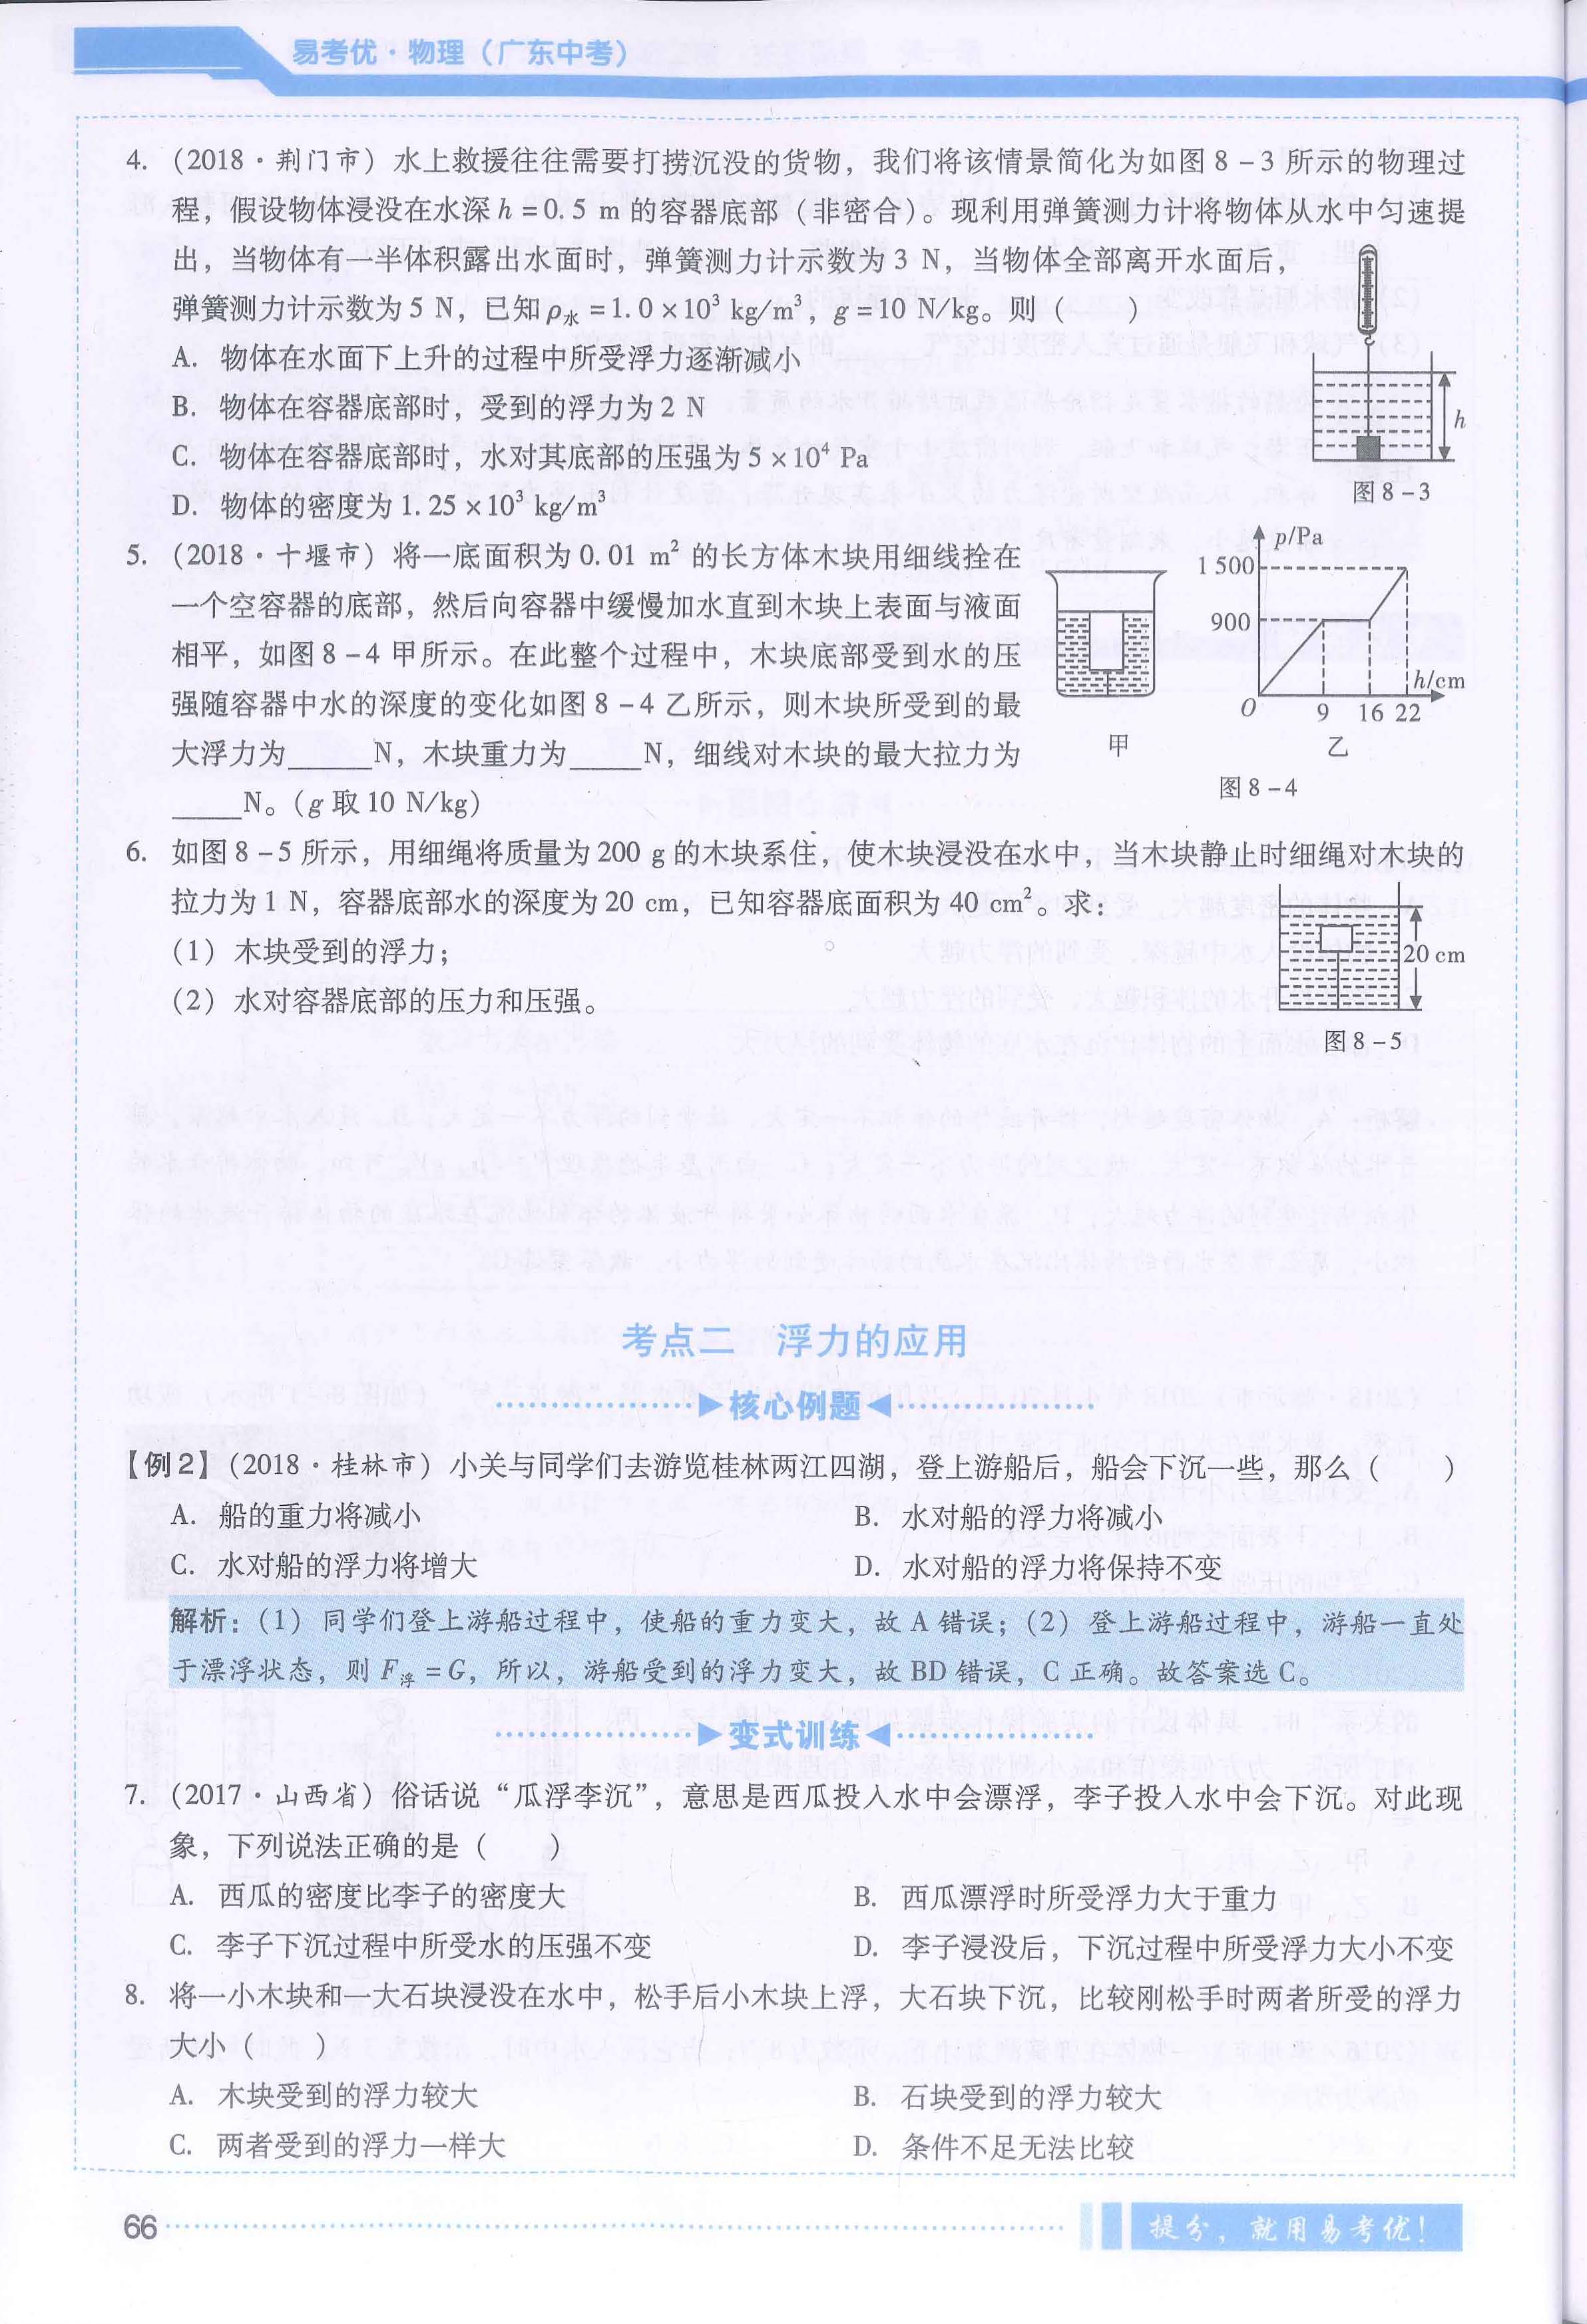 易考优·物理（广东中考）
4. （2018·荆门市）水上救援往往需要打捞沉没的货物，我们将该情景简化为如图8-3所示的物理过
程，假设物体浸没在水深h=0.5 m的容器底部（非密合）。现利用弹簧测力计将物体从水中匀速提
出，当物体有一半体积露出水面时，弹簧测力计示数为3 N，当物体全部离开水面后，
弹簧测力计示数为5 N，已知ρ水=1.0×10³ kg/m³，g=10 N/kg。则（　　）
A. 物体在水面下上升的过程中所受浮力逐渐减小
B. 物体在容器底部时，受到的浮力为2 N
C. 物体在容器底部时，水对其底部的压强为5×10⁴ Pa
D. 物体的密度为1.25×10³ kg/m³
h
图8-3
5. （2018·十堰市）将一底面积为0.01 m²的长方体木块用细线拴在
一个空容器的底部，然后向容器中缓慢加水直到木块上表面与液面
相平，如图8-4甲所示。在此整个过程中，木块底部受到水的压
强随容器中水的深度的变化如图8-4乙所示，则木块所受到的最
大浮力为_____N，木块重力为____N，细线对木块的最大拉力为
____N。（g取10 N/kg）
p/Pa
1 500
900
h/cm
O 9 16 22
甲 乙
图8-4
6. 如图8-5所示，用细绳将质量为200 g的木块系住，使木块浸没在水中，当木块静止时细绳对木块的
拉力为1 N，容器底部水的深度为20 cm，已知容器底面积为40 cm²。求：
（1）木块受到的浮力；
（2）水对容器底部的压力和压强。
20 cm
图8-5
考点二　浮力的应用
核心例题
【例2】（2018·桂林市）小关与同学们去游览桂林两江四湖，登上游船后，船会下沉一些，那么（　　）
A. 船的重力将减小　B. 水对船的浮力将减小
C. 水对船的浮力将增大　D. 水对船的浮力将保持不变
解析：（1）同学们登上游船过程中，使船的重力变大，故A错误；（2）登上游船过程中，游船一直处
于漂浮状态，则F浮=G，所以，游船受到的浮力变大，故BD错误，C正确。故答案选C。
变式训练
7. （2017·山西省）俗话说“瓜浮李沉”，意思是西瓜投入水中会漂浮，李子投入水中会下沉。对此现
象，下列说法正确的是（　　）
A. 西瓜的密度比李子的密度大　B. 西瓜漂浮时所受浮力大于重力
C. 李子下沉过程中所受水的压强不变　D. 李子浸没后，下沉过程中所受浮力大小不变
8. 将一小木块和一大石块浸没在水中，松手后小木块上浮，大石块下沉，比较刚松手时两者所受的浮力
大小（　　）
A. 木块受到的浮力较大　B. 石块受到的浮力较大
C. 两者受到的浮力一样大　D. 条件不足无法比较
66
提分，就用易考优！